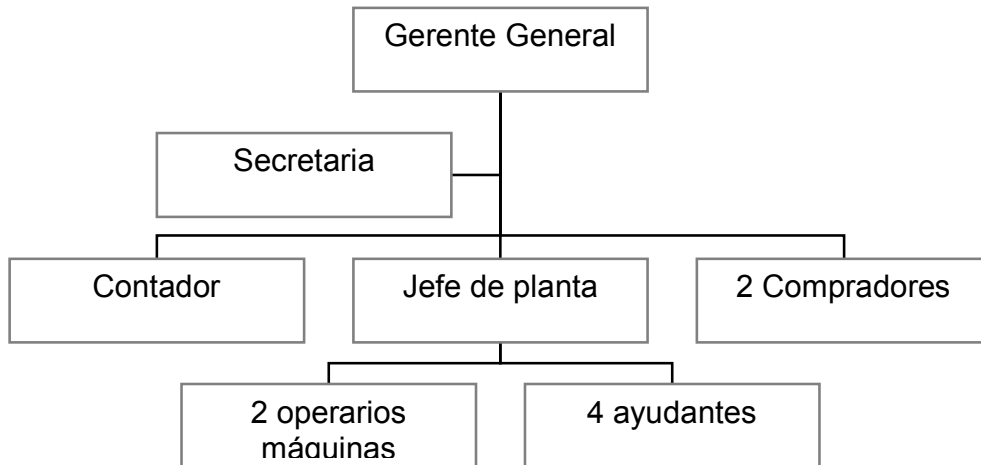 Gerente General
Secretaria
Contador
Jefe de planta
2 Compradores
2 operarios
máquinas
4 ayudantes